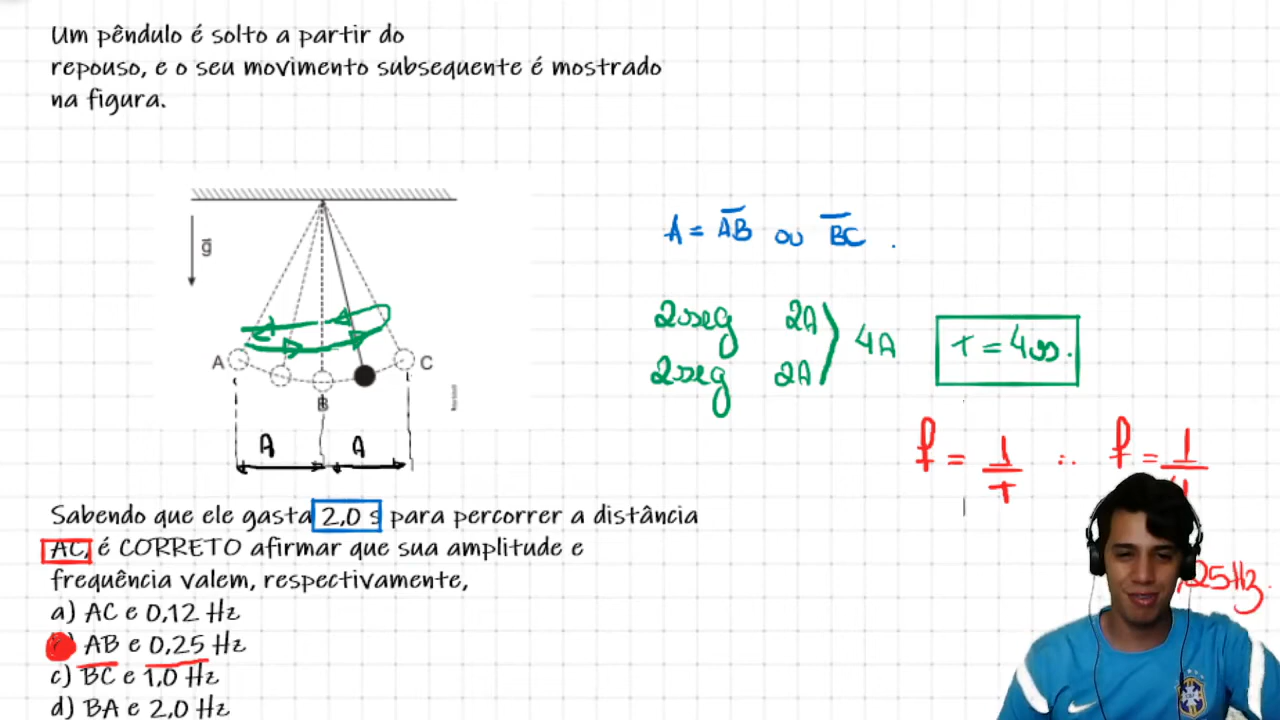 Um pêndulo é solto a partir do
repouso, e o seu movimento subsequente é mostrado
na figura.
g
A
C
B
A
A
A = AB ou BC.
2seg 2A
2seg 2A
4A
T = 4s.
f = 1/T ∴ f = 1/
,25Hz.
Sabendo que ele gasta 2,0 s para percorrer a distância
AC, é CORRETO afirmar que sua amplitude e
frequência valem, respectivamente,
a) AC e 0,12 Hz
) AB e 0,25 Hz
c) BC e 1,0 Hz
d) BA e 2,0 Hz